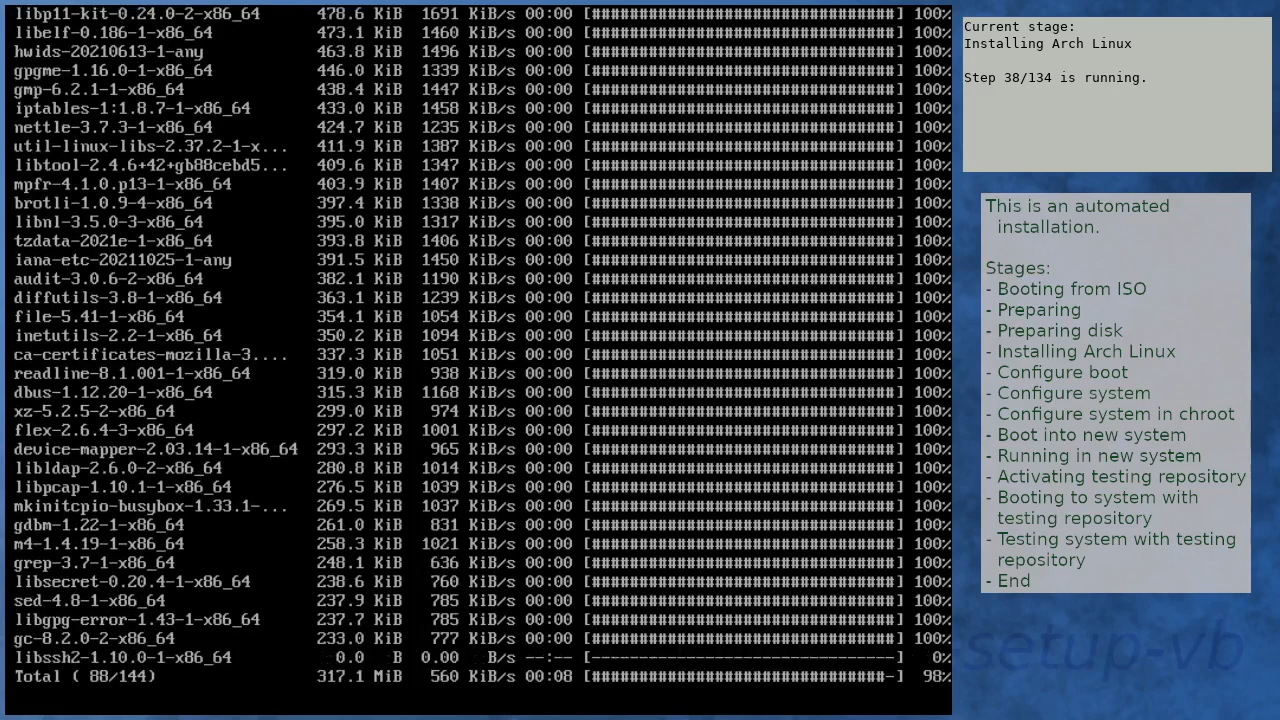 libp11-kit-0.24.0-2-x86_64 478.6 KiB 1691 KiB/s 00:00 [################################] 100%
libelf-0.186-1-x86_64 473.1 KiB 1460 KiB/s 00:00 [################################] 100%
hwids-20210613-1-any 463.8 KiB 1496 KiB/s 00:00 [################################] 100%
gpgme-1.16.0-1-x86_64 446.0 KiB 1339 KiB/s 00:00 [################################] 100%
gmp-6.2.1-1-x86_64 438.4 KiB 1447 KiB/s 00:00 [################################] 100%
iptables-1:1.8.7-1-x86_64 433.0 KiB 1458 KiB/s 00:00 [################################] 100%
nettle-3.7.3-1-x86_64 424.7 KiB 1235 KiB/s 00:00 [################################] 100%
util-linux-libs-2.37.2-1-x... 411.9 KiB 1387 KiB/s 00:00 [################################] 100%
libtool-2.4.6+42+gb88cebd5... 409.6 KiB 1347 KiB/s 00:00 [################################] 100%
mpfr-4.1.0.p13-1-x86_64 403.9 KiB 1407 KiB/s 00:00 [################################] 100%
brotli-1.0.9-4-x86_64 397.4 KiB 1338 KiB/s 00:00 [################################] 100%
libnl-3.5.0-3-x86_64 395.0 KiB 1317 KiB/s 00:00 [################################] 100%
tzdata-2021e-1-x86_64 393.8 KiB 1406 KiB/s 00:00 [################################] 100%
iana-etc-20211025-1-any 391.5 KiB 1450 KiB/s 00:00 [################################] 100%
audit-3.0.6-2-x86_64 382.1 KiB 1190 KiB/s 00:00 [################################] 100%
diffutils-3.8-1-x86_64 363.1 KiB 1239 KiB/s 00:00 [################################] 100%
file-5.41-1-x86_64 354.1 KiB 1054 KiB/s 00:00 [################################] 100%
inetutils-2.2-1-x86_64 350.2 KiB 1094 KiB/s 00:00 [################################] 100%
ca-certificates-mozilla-3.... 337.3 KiB 1051 KiB/s 00:00 [################################] 100%
readline-8.1.001-1-x86_64 319.0 KiB 938 KiB/s 00:00 [################################] 100%
dbus-1.12.20-1-x86_64 315.3 KiB 1168 KiB/s 00:00 [################################] 100%
xz-5.2.5-2-x86_64 299.0 KiB 974 KiB/s 00:00 [################################] 100%
flex-2.6.4-3-x86_64 297.2 KiB 1001 KiB/s 00:00 [################################] 100%
device-mapper-2.03.14-1-x86_64 293.3 KiB 965 KiB/s 00:00 [################################] 100%
libldap-2.6.0-2-x86_64 280.8 KiB 1014 KiB/s 00:00 [################################] 100%
libpcap-1.10.1-1-x86_64 276.5 KiB 1039 KiB/s 00:00 [################################] 100%
mkinitcpio-busybox-1.33.1-... 269.5 KiB 1037 KiB/s 00:00 [################################] 100%
gdbm-1.22-1-x86_64 261.0 KiB 831 KiB/s 00:00 [################################] 100%
m4-1.4.19-1-x86_64 258.3 KiB 1021 KiB/s 00:00 [################################] 100%
grep-3.7-1-x86_64 248.1 KiB 636 KiB/s 00:00 [################################] 100%
libsecret-0.20.4-1-x86_64 238.6 KiB 760 KiB/s 00:00 [################################] 100%
sed-4.8-1-x86_64 237.9 KiB 785 KiB/s 00:00 [################################] 100%
libgpg-error-1.43-1-x86_64 237.7 KiB 785 KiB/s 00:00 [################################] 100%
gc-8.2.0-2-x86_64 233.0 KiB 777 KiB/s 00:00 [################################] 100%
libssh2-1.10.0-1-x86_64 0.0 B 0.00 B/s --:-- [--------------------------------] 0%
Total ( 88/144) 317.1 MiB 560 KiB/s 00:08 [###############################-] 98%
Current stage:
Installing Arch Linux
Step 38/134 is running.
This is an automated
installation.
Stages:
- Booting from ISO
- Preparing
- Preparing disk
- Installing Arch Linux
- Configure boot
- Configure system
- Configure system in chroot
- Boot into new system
- Running in new system
- Activating testing repository
- Booting to system with
testing repository
- Testing system with testing
repository
- End
setup-vb